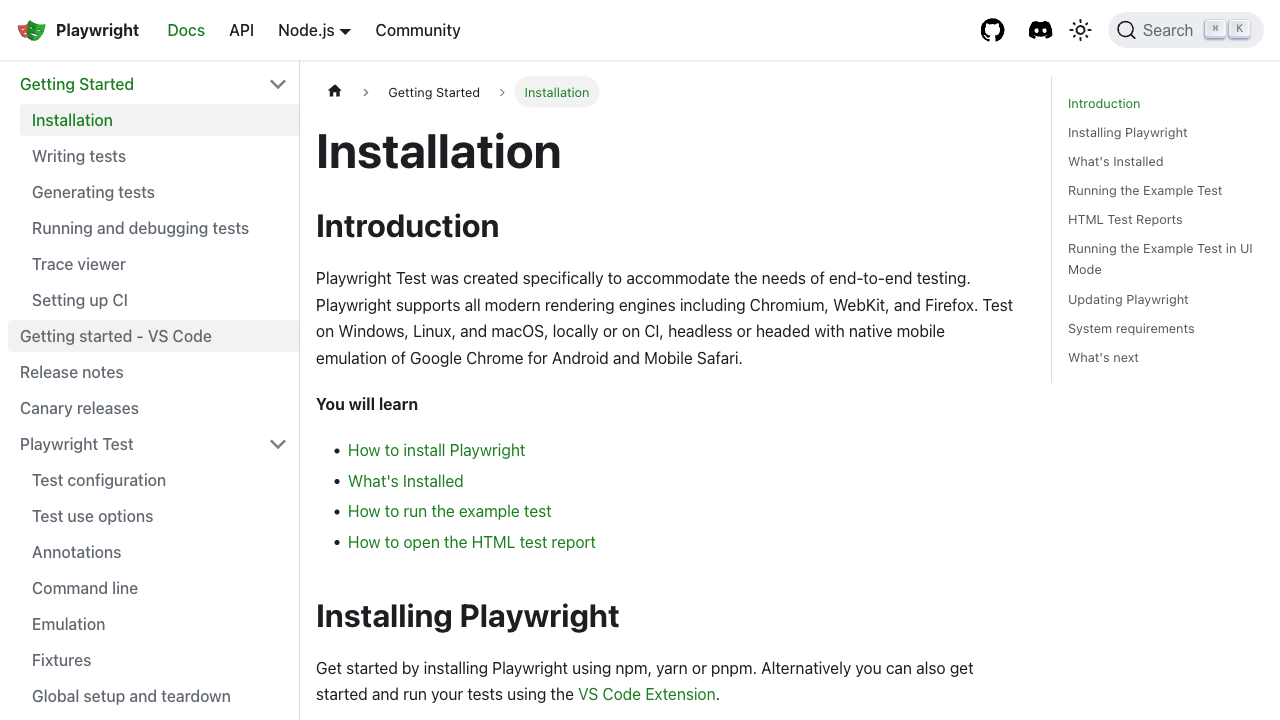 Playwright
Docs
API
Node.js
Community
Search
⌘
K
Getting Started
Installation
Writing tests
Generating tests
Running and debugging tests
Trace viewer
Setting up CI
Getting started - VS Code
Release notes
Canary releases
Playwright Test
Test configuration
Test use options
Annotations
Command line
Emulation
Fixtures
Global setup and teardown
Getting Started
Installation
Installation
Introduction
Playwright Test was created specifically to accommodate the needs of end-to-end testing.
Playwright supports all modern rendering engines including Chromium, WebKit, and Firefox. Test
on Windows, Linux, and macOS, locally or on CI, headless or headed with native mobile
emulation of Google Chrome for Android and Mobile Safari.
You will learn
• How to install Playwright
• What's Installed
• How to run the example test
• How to open the HTML test report
Installing Playwright
Get started by installing Playwright using npm, yarn or pnpm. Alternatively you can also get
started and run your tests using the VS Code Extension.
Introduction
Installing Playwright
What's Installed
Running the Example Test
HTML Test Reports
Running the Example Test in UI
Mode
Updating Playwright
System requirements
What's next